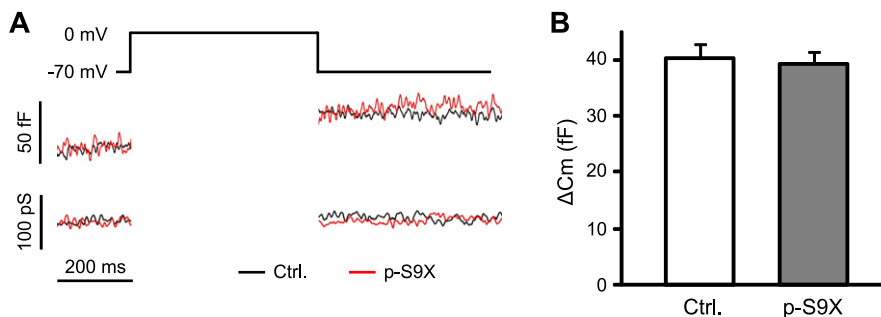 A
0 mV
-70 mV
50 fF
100 pS
200 ms
Ctrl.
p-S9X
B
ΔCm (fF)
40
30
20
10
0
Ctrl.
p-S9X